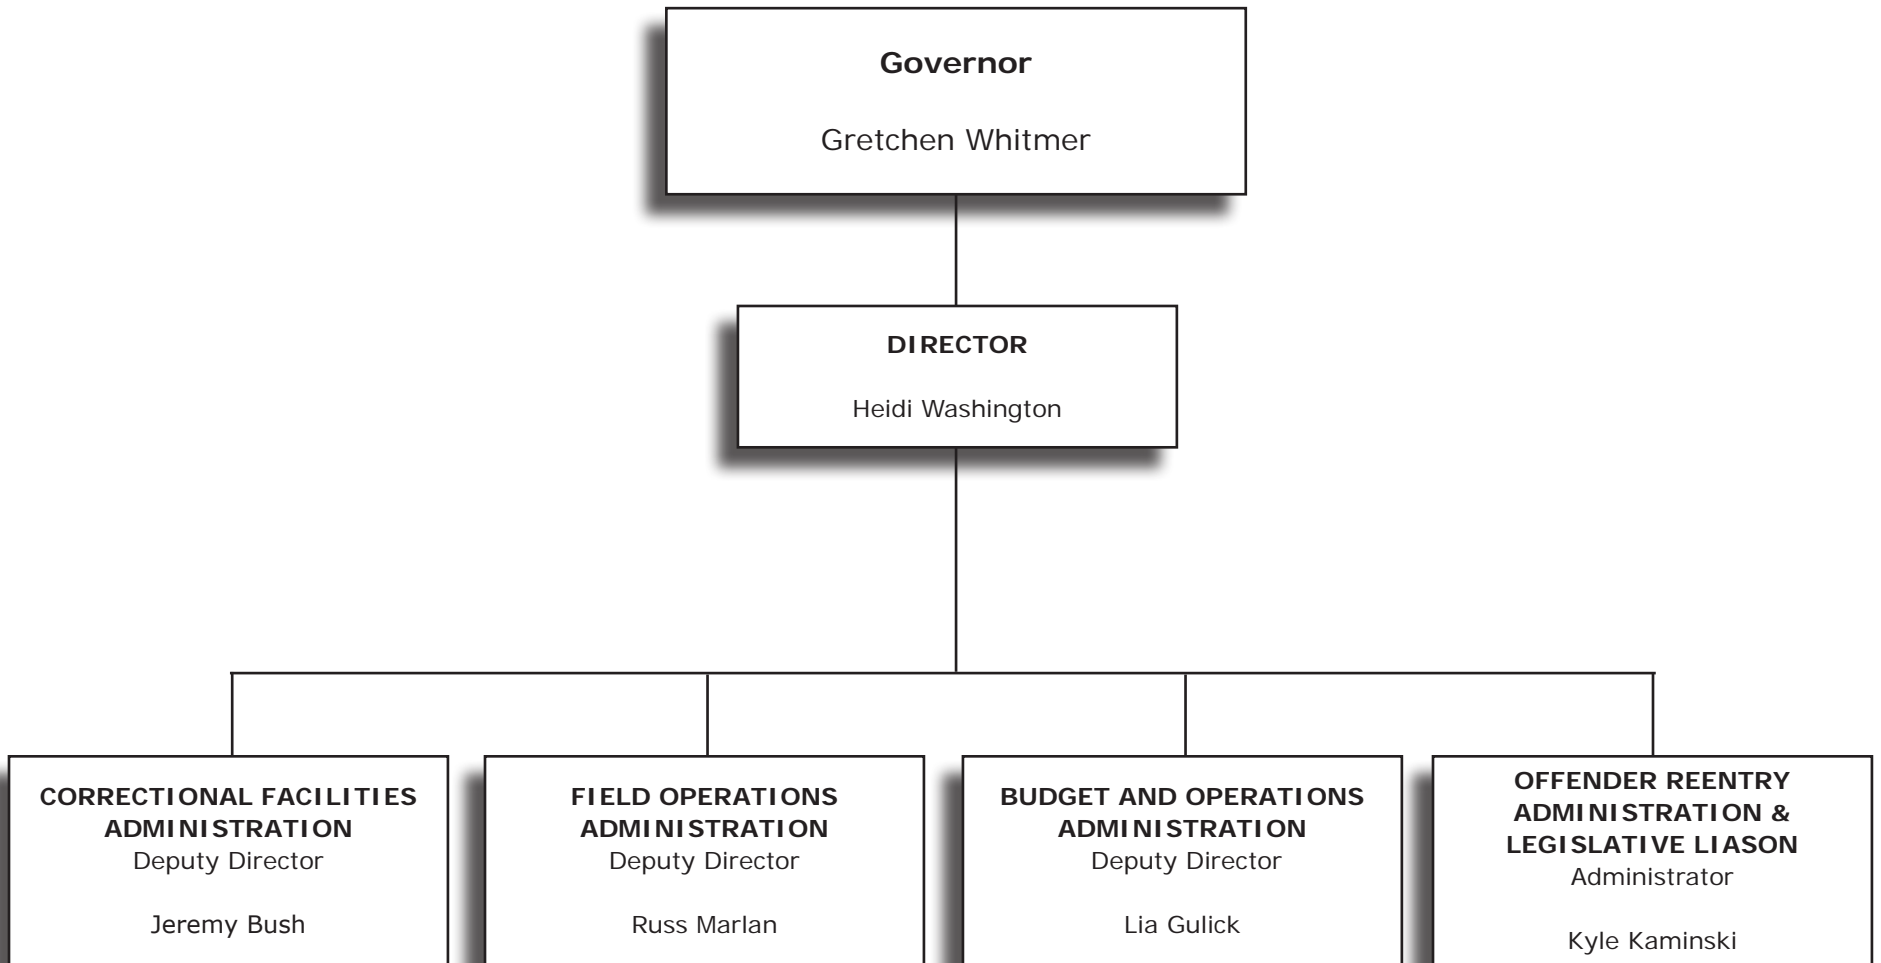 Governor
Gretchen Whitmer
DIRECTOR
Heidi Washington
CORRECTIONAL FACILITIES
ADMINISTRATION
Deputy Director
Jeremy Bush
FIELD OPERATIONS
ADMINISTRATION
Deputy Director
Russ Marlan
BUDGET AND OPERATIONS
ADMINISTRATION
Deputy Director
Lia Gulick
OFFENDER REENTRY
ADMINISTRATION &
LEGISLATIVE LIASON
Administrator
Kyle Kaminski